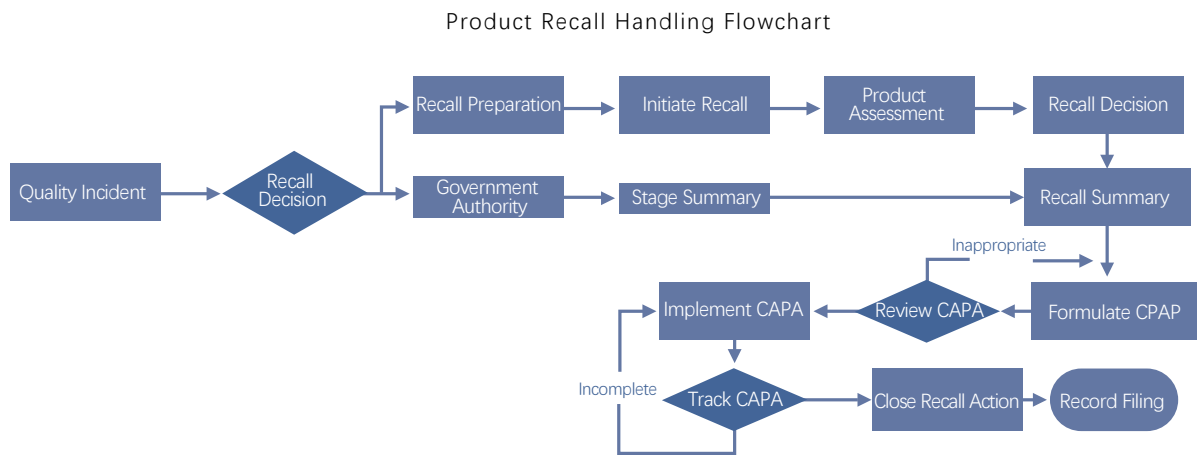 Product Recall Handling Flowchart
Recall Preparation
Initiate Recall
Product
Assessment
Recall Decision
Quality Incident
Recall
Decision
Government
Authority
Stage Summary
Recall Summary
Inappropriate
Implement CAPA
Review CAPA
Formulate CPAP
Incomplete
Track CAPA
Close Recall Action
Record Filing